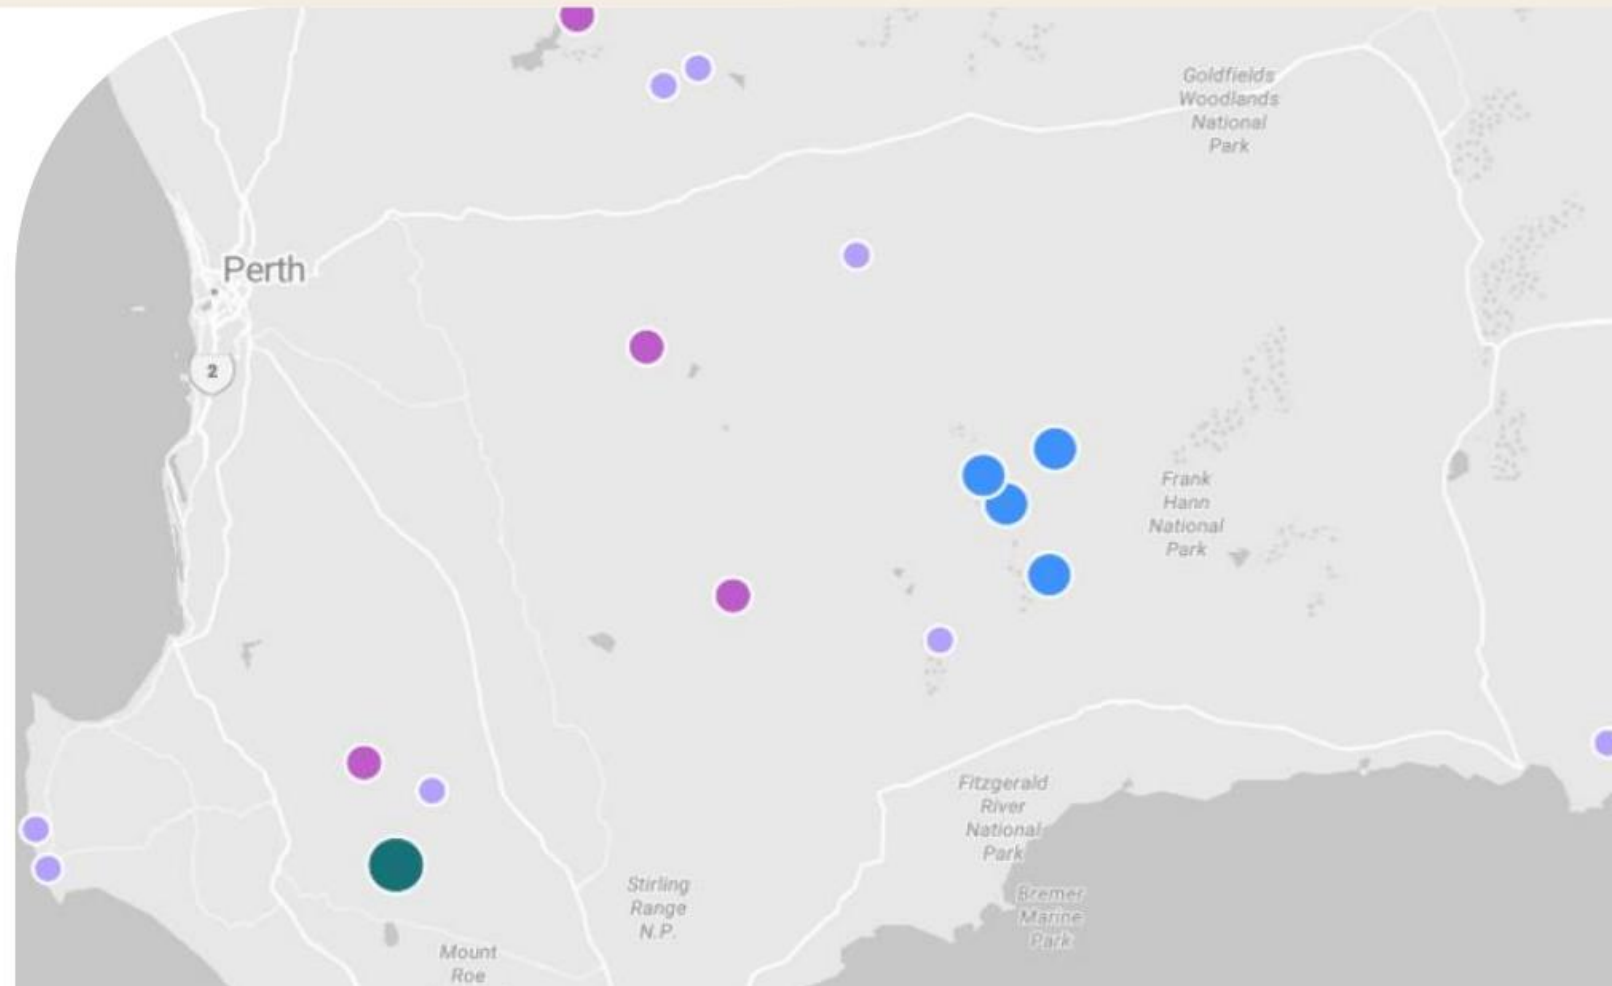 Goldfields
Woodlands
National
Park
Perth
2
Frank
Hann
National
Park
Fitzgerald
River
National
Park
Stirling
Range
N.P.
Bremer
Marine
Park
Mount
Roe